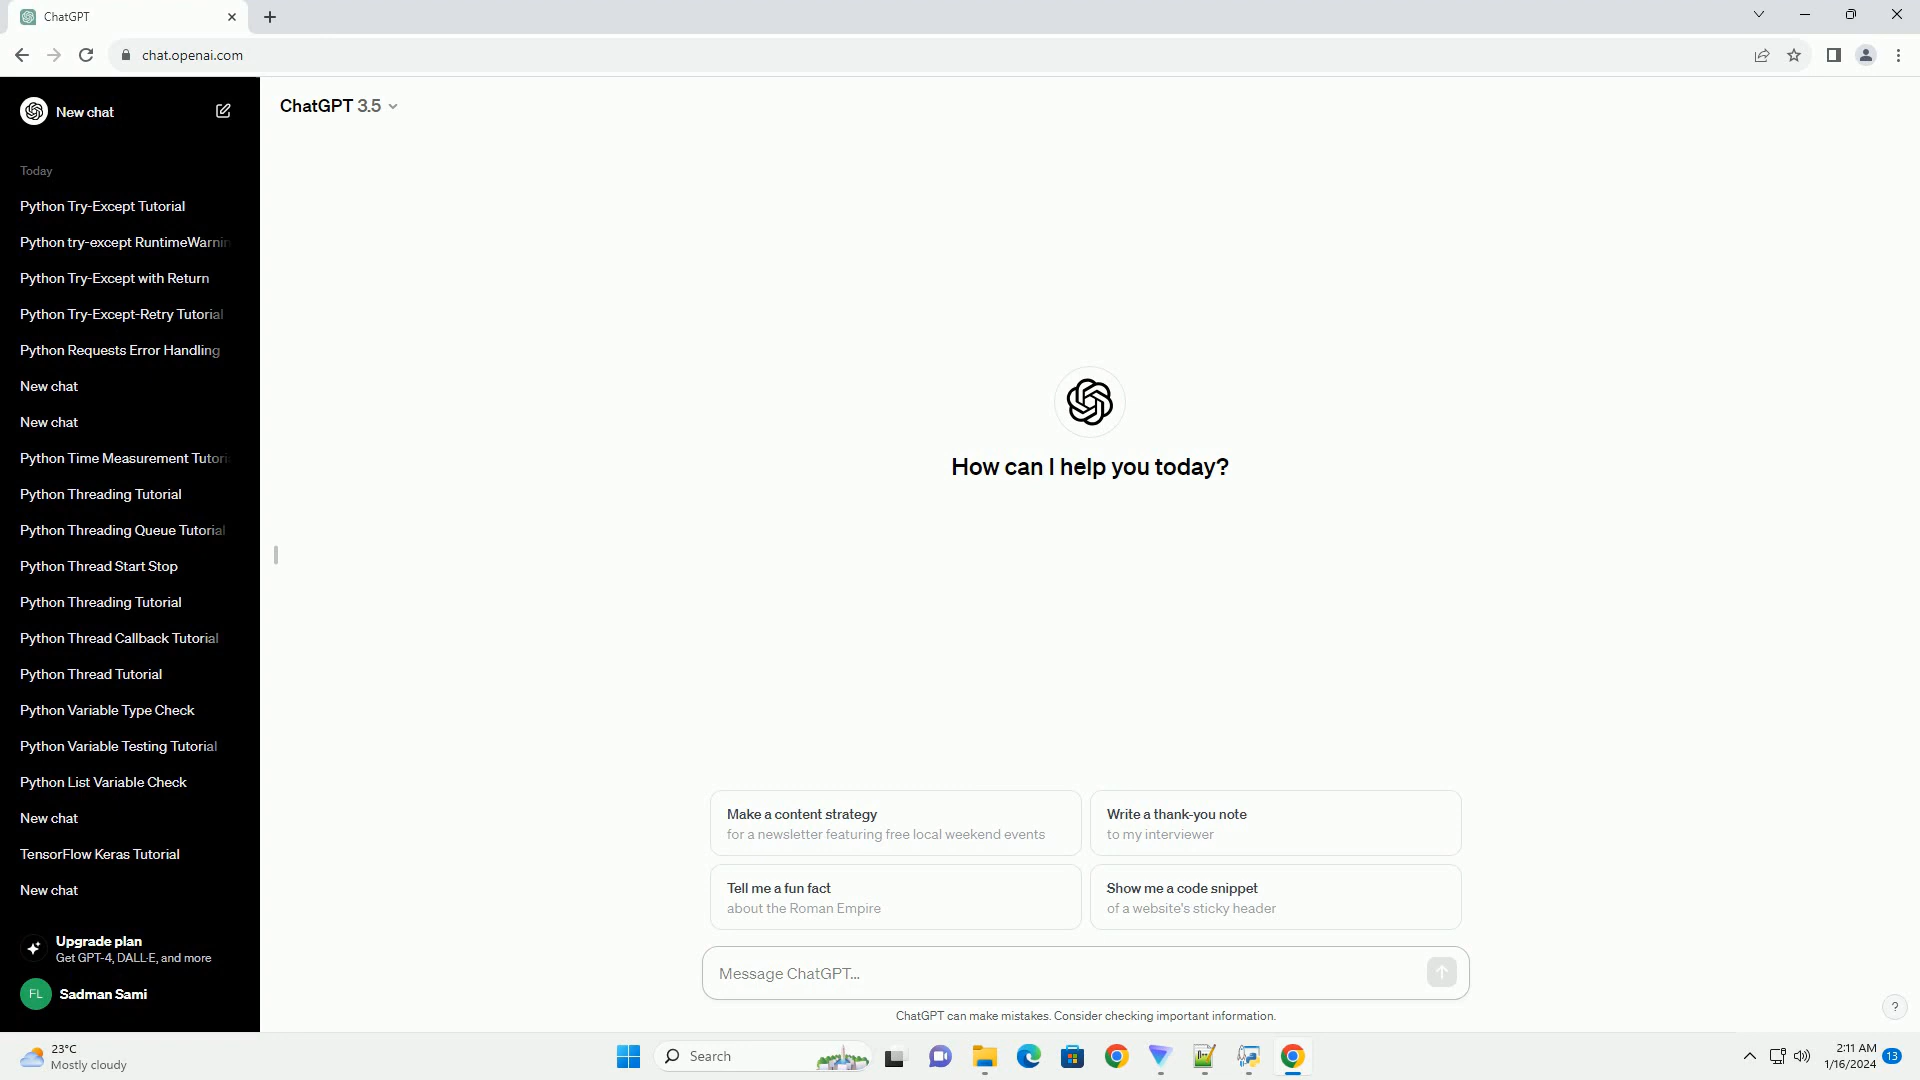 ChatGPT
chat.openai.com
New chat
ChatGPT 3.5
Today
Python Try-Except Tutorial
Python try-except RuntimeWarnin
Python Try-Except with Return
Python Try-Except-Retry Tutorial
Python Requests Error Handling
New chat
New chat
Python Time Measurement Tutori
Python Threading Tutorial
Python Threading Queue Tutorial
Python Thread Start Stop
Python Threading Tutorial
Python Thread Callback Tutorial
Python Thread Tutorial
Python Variable Type Check
Python Variable Testing Tutorial
Python List Variable Check
New chat
TensorFlow Keras Tutorial
New chat
Upgrade plan
Get GPT-4, DALL·E, and more
FL Sadman Sami
How can I help you today?
Make a content strategy
for a newsletter featuring free local weekend events
Write a thank-you note
to my interviewer
Tell me a fun fact
about the Roman Empire
Show me a code snippet
of a website's sticky header
Message ChatGPT...
ChatGPT can make mistakes. Consider checking important information.
?
23°C
Mostly cloudy
Search
2:11 AM
1/16/2024
13